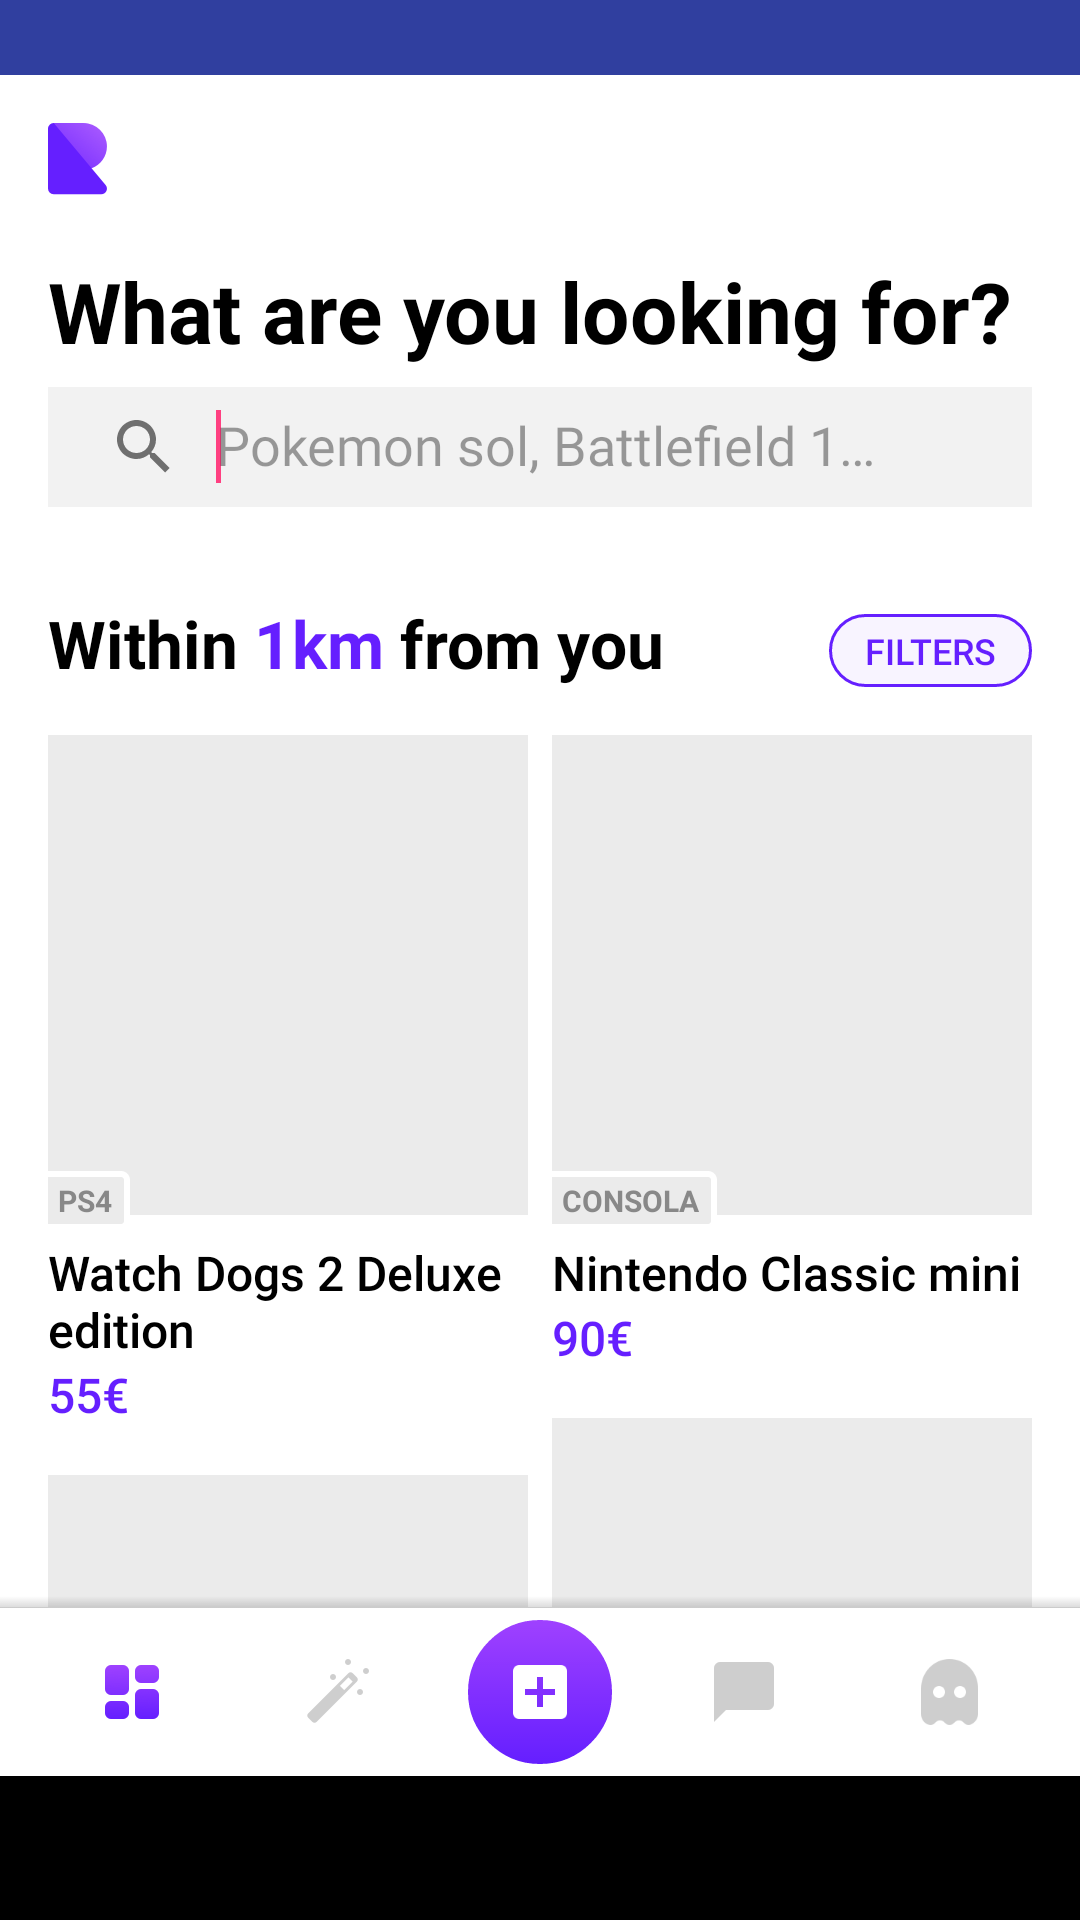 What are you looking for?
Pokemon sol, Battlefield 1…
Within 1km from you
FILTERS
PS4
Watch Dogs 2 Deluxe
edition
55€
CONSOLA
Nintendo Classic mini
90€